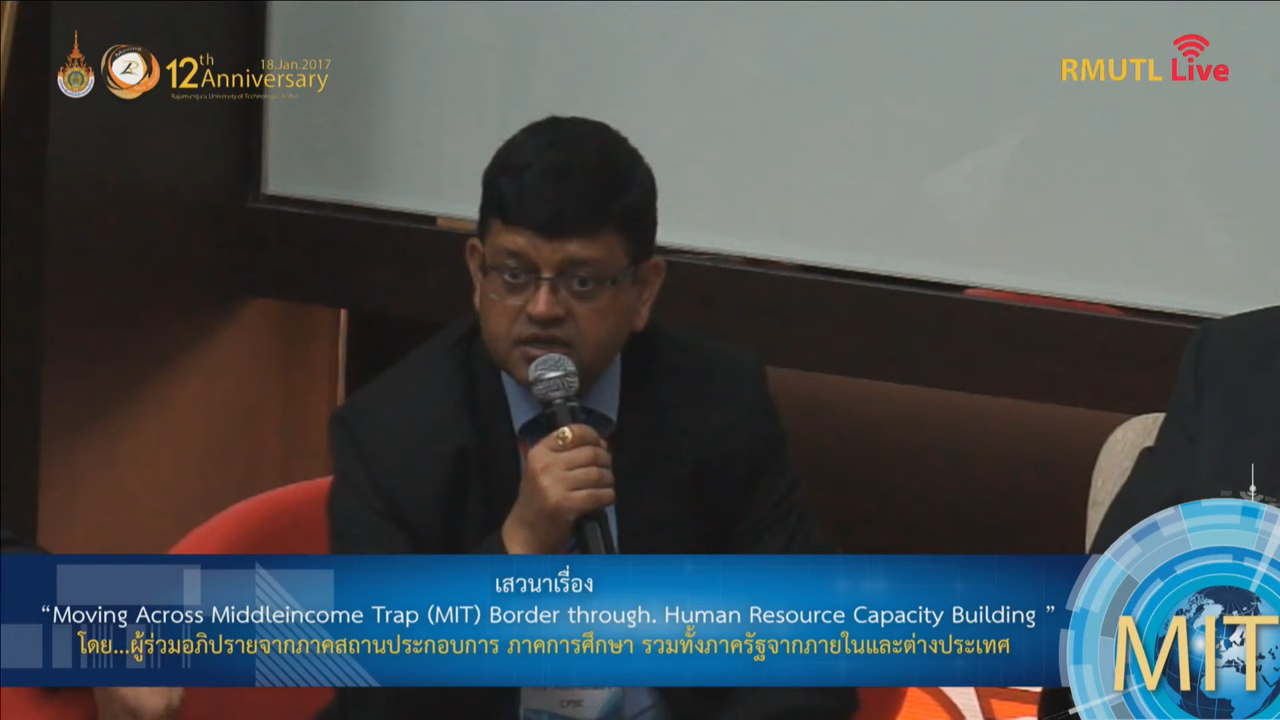 18.Jan.2017
12th Anniversary
RMUTL Live
เสวนาเรื่อง
“Moving Across Middleincome Trap (MIT) Border through. Human Resource Capacity Building ”
โดย...ผู้ร่วมอภิปรายจากภาคสถานประกอบการ ภาคการศึกษา รวมทั้งภาครัฐจากภายในและต่างประเทศ
MIT